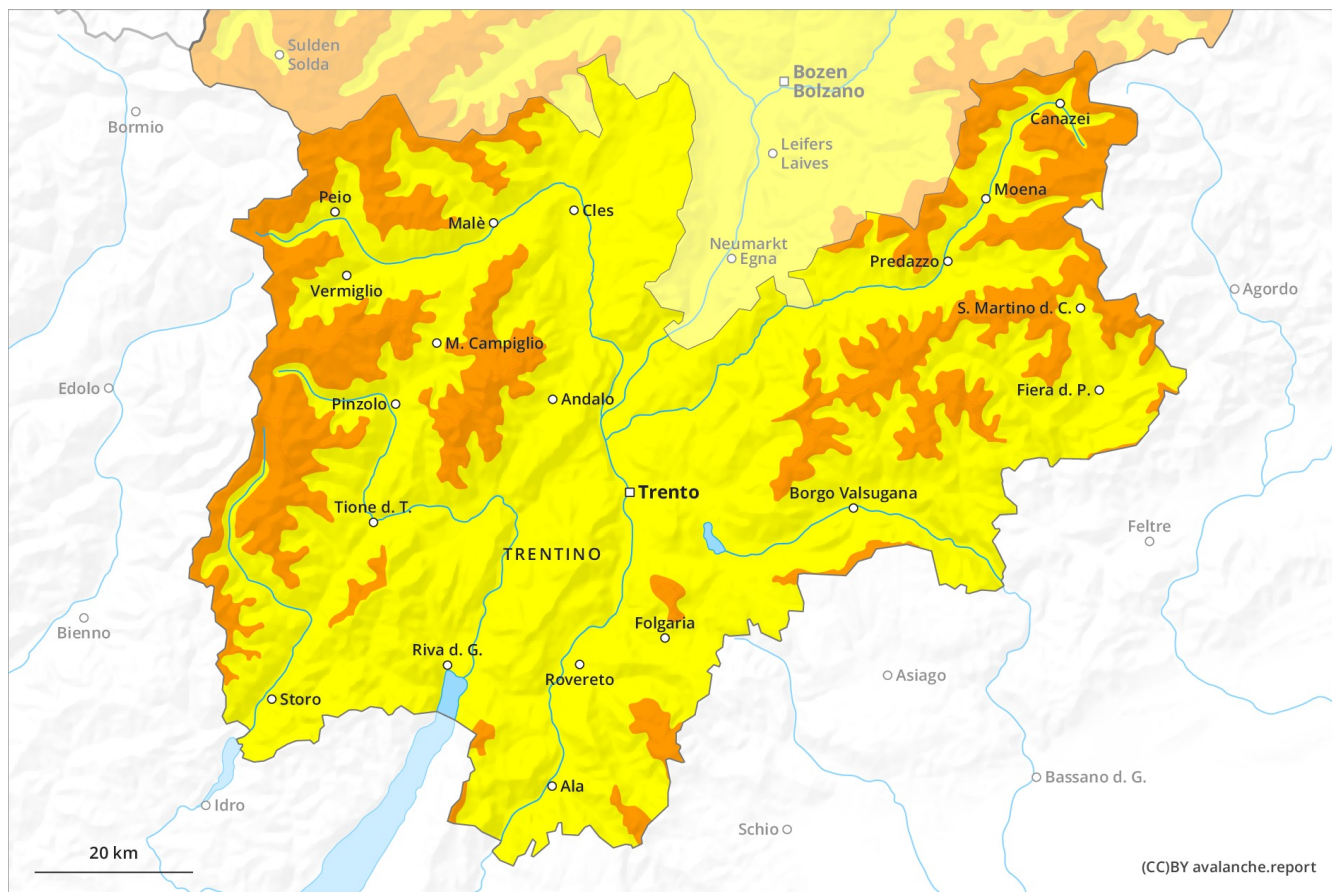 Sulden
Solda
Bozen
Bolzano
Bormio
Canazei
Leifers
Laives
Peio
Moena
Malè
Cles
Neumarkt
Egna
Predazzo
Vermiglio
Agordo
S. Martino d. C.
M. Campiglio
Edolo
Fiera d. P.
Pinzolo
Andalo
Trento
Borgo Valsugana
Tione d. T.
Feltre
TRENTINO
Bienno
Folgaria
Riva d. G.
Rovereto
Asiago
Storo
Bassano d. G.
Ala
Idro
Schio
20 km
(CC)BY avalanche.report